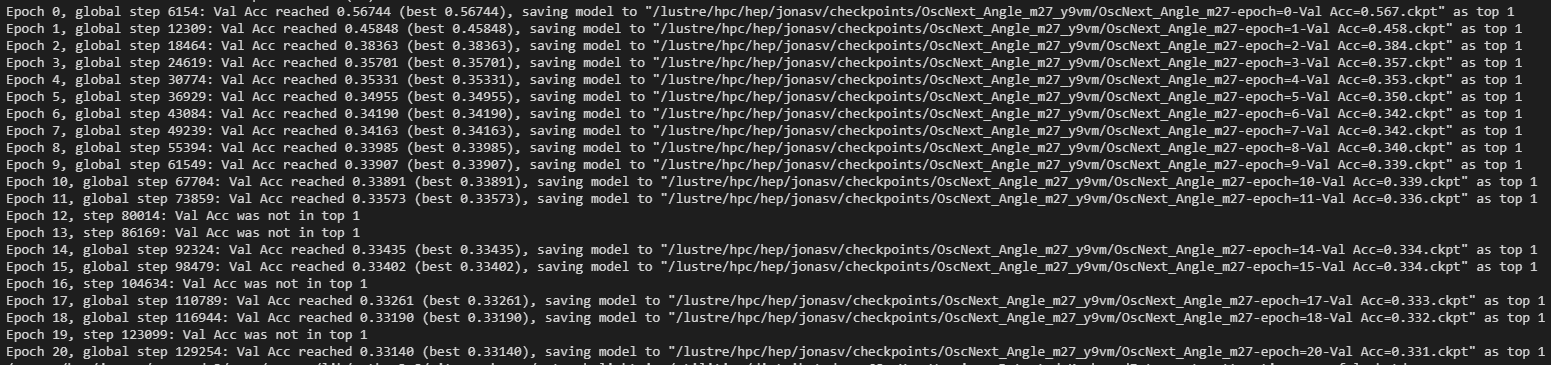 Epoch 0, global step 6154: Val Acc reached 0.56744 (best 0.56744), saving model to "/lustre/hpc/hep/jonasv/checkpoints/OscNext_Angle_m27_y9vm/OscNext_Angle_m27-epoch=0-Val Acc=0.567.ckpt" as top 1
Epoch 1, global step 12309: Val Acc reached 0.45848 (best 0.45848), saving model to "/lustre/hpc/hep/jonasv/checkpoints/OscNext_Angle_m27_y9vm/OscNext_Angle_m27-epoch=1-Val Acc=0.458.ckpt" as top 1
Epoch 2, global step 18464: Val Acc reached 0.38363 (best 0.38363), saving model to "/lustre/hpc/hep/jonasv/checkpoints/OscNext_Angle_m27_y9vm/OscNext_Angle_m27-epoch=2-Val Acc=0.384.ckpt" as top 1
Epoch 3, global step 24619: Val Acc reached 0.35701 (best 0.35701), saving model to "/lustre/hpc/hep/jonasv/checkpoints/OscNext_Angle_m27_y9vm/OscNext_Angle_m27-epoch=3-Val Acc=0.357.ckpt" as top 1
Epoch 4, global step 30774: Val Acc reached 0.35331 (best 0.35331), saving model to "/lustre/hpc/hep/jonasv/checkpoints/OscNext_Angle_m27_y9vm/OscNext_Angle_m27-epoch=4-Val Acc=0.353.ckpt" as top 1
Epoch 5, global step 36929: Val Acc reached 0.34955 (best 0.34955), saving model to "/lustre/hpc/hep/jonasv/checkpoints/OscNext_Angle_m27_y9vm/OscNext_Angle_m27-epoch=5-Val Acc=0.350.ckpt" as top 1
Epoch 6, global step 43084: Val Acc reached 0.34190 (best 0.34190), saving model to "/lustre/hpc/hep/jonasv/checkpoints/OscNext_Angle_m27_y9vm/OscNext_Angle_m27-epoch=6-Val Acc=0.342.ckpt" as top 1
Epoch 7, global step 49239: Val Acc reached 0.34163 (best 0.34163), saving model to "/lustre/hpc/hep/jonasv/checkpoints/OscNext_Angle_m27_y9vm/OscNext_Angle_m27-epoch=7-Val Acc=0.342.ckpt" as top 1
Epoch 8, global step 55394: Val Acc reached 0.33985 (best 0.33985), saving model to "/lustre/hpc/hep/jonasv/checkpoints/OscNext_Angle_m27_y9vm/OscNext_Angle_m27-epoch=8-Val Acc=0.340.ckpt" as top 1
Epoch 9, global step 61549: Val Acc reached 0.33907 (best 0.33907), saving model to "/lustre/hpc/hep/jonasv/checkpoints/OscNext_Angle_m27_y9vm/OscNext_Angle_m27-epoch=9-Val Acc=0.339.ckpt" as top 1
Epoch 10, global step 67704: Val Acc reached 0.33891 (best 0.33891), saving model to "/lustre/hpc/hep/jonasv/checkpoints/OscNext_Angle_m27_y9vm/OscNext_Angle_m27-epoch=10-Val Acc=0.339.ckpt" as top 1
Epoch 11, global step 73859: Val Acc reached 0.33573 (best 0.33573), saving model to "/lustre/hpc/hep/jonasv/checkpoints/OscNext_Angle_m27_y9vm/OscNext_Angle_m27-epoch=11-Val Acc=0.336.ckpt" as top 1
Epoch 12, step 80014: Val Acc was not in top 1
Epoch 13, step 86169: Val Acc was not in top 1
Epoch 14, global step 92324: Val Acc reached 0.33435 (best 0.33435), saving model to "/lustre/hpc/hep/jonasv/checkpoints/OscNext_Angle_m27_y9vm/OscNext_Angle_m27-epoch=14-Val Acc=0.334.ckpt" as top 1
Epoch 15, global step 98479: Val Acc reached 0.33402 (best 0.33402), saving model to "/lustre/hpc/hep/jonasv/checkpoints/OscNext_Angle_m27_y9vm/OscNext_Angle_m27-epoch=15-Val Acc=0.334.ckpt" as top 1
Epoch 16, step 104634: Val Acc was not in top 1
Epoch 17, global step 110789: Val Acc reached 0.33261 (best 0.33261), saving model to "/lustre/hpc/hep/jonasv/checkpoints/OscNext_Angle_m27_y9vm/OscNext_Angle_m27-epoch=17-Val Acc=0.333.ckpt" as top 1
Epoch 18, global step 116944: Val Acc reached 0.33190 (best 0.33190), saving model to "/lustre/hpc/hep/jonasv/checkpoints/OscNext_Angle_m27_y9vm/OscNext_Angle_m27-epoch=18-Val Acc=0.332.ckpt" as top 1
Epoch 19, step 123099: Val Acc was not in top 1
Epoch 20, global step 129254: Val Acc reached 0.33140 (best 0.33140), saving model to "/lustre/hpc/hep/jonasv/checkpoints/OscNext_Angle_m27_y9vm/OscNext_Angle_m27-epoch=20-Val Acc=0.331.ckpt" as top 1